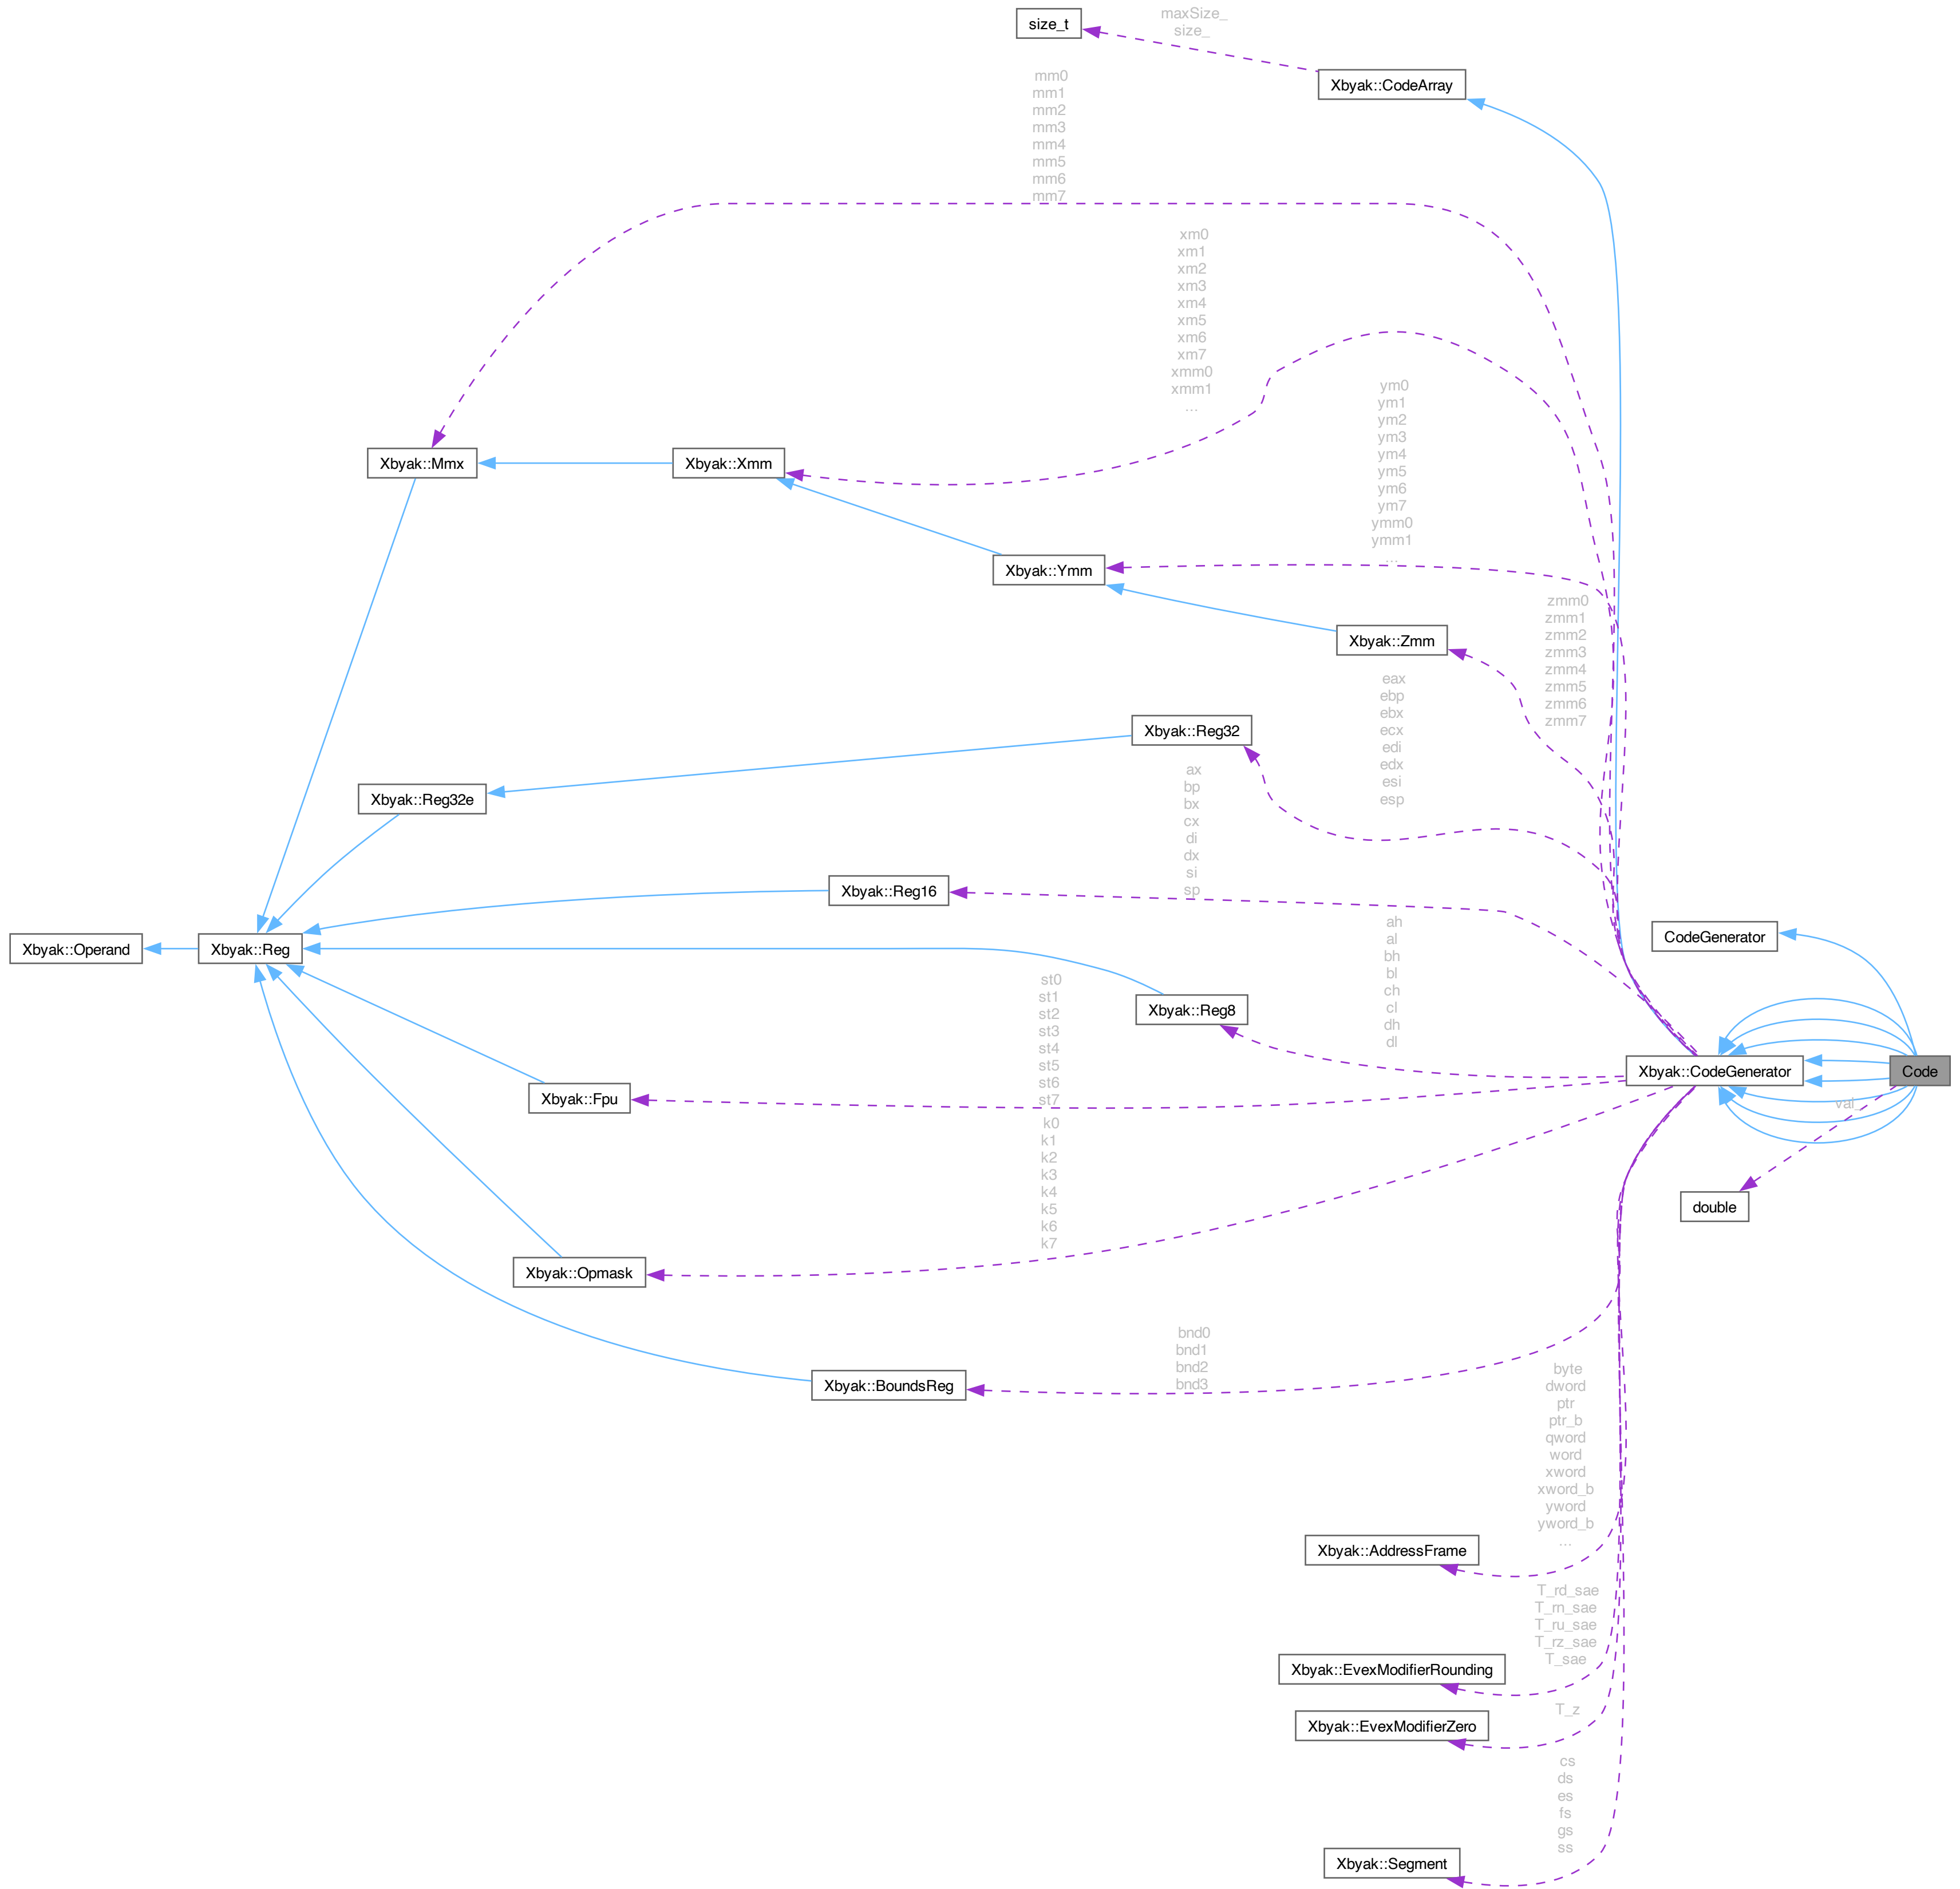 size_t
maxSize_
size_
Xbyak::CodeArray
mm0
mm1
mm2
mm3
mm4
mm5
mm6
mm7
xm0
xm1
xm2
xm3
xm4
xm5
xm6
xm7
xmm0
xmm1
...
ym0
ym1
ym2
ym3
ym4
ym5
ym6
ym7
ymm0
ymm1
...
Xbyak::Mmx
Xbyak::Xmm
Xbyak::Ymm
zmm0
zmm1
zmm2
zmm3
zmm4
zmm5
zmm6
zmm7
Xbyak::Zmm
eax
ebp
ebx
ecx
edi
edx
esi
esp
Xbyak::Reg32
Xbyak::Reg32e
ax
bp
bx
cx
di
dx
si
sp
Xbyak::Reg16
ah
al
bh
bl
ch
cl
dh
dl
Xbyak::Operand
Xbyak::Reg
CodeGenerator
Xbyak::Reg8
st0
st1
st2
st3
st4
st5
st6
st7
Xbyak::CodeGenerator
Code
val_
Xbyak::Fpu
k0
k1
k2
k3
k4
k5
k6
k7
double
Xbyak::Opmask
bnd0
bnd1
bnd2
bnd3
Xbyak::BoundsReg
byte
dword
ptr
ptr_b
qword
word
xword
xword_b
yword
yword_b
...
Xbyak::AddressFrame
T_rd_sae
T_rn_sae
T_ru_sae
T_rz_sae
T_sae
Xbyak::EvexModifierRounding
T_z
Xbyak::EvexModifierZero
cs
ds
es
fs
gs
ss
Xbyak::Segment